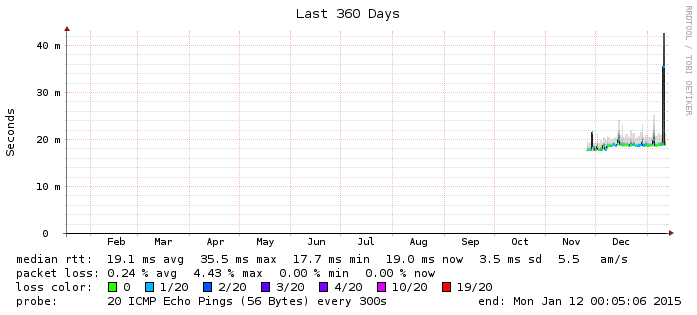 Last 360 Days
RRDTOOL / TOBI OETIKER
Seconds
40 m
30 m
20 m
10 m
0
Feb Mar Apr May Jun Jul Aug Sep Oct Nov Dec
median rtt: 19.1 ms avg 35.5 ms max 17.7 ms min 19.0 ms now 3.5 ms sd 5.5 am/s
packet loss: 0.24 % avg 4.43 % max 0.00 % min 0.00 % now
loss color: 0 1/20 2/20 3/20 4/20 10/20 19/20
probe: 20 ICMP Echo Pings (56 Bytes) every 300s end: Mon Jan 12 00:05:06 2015